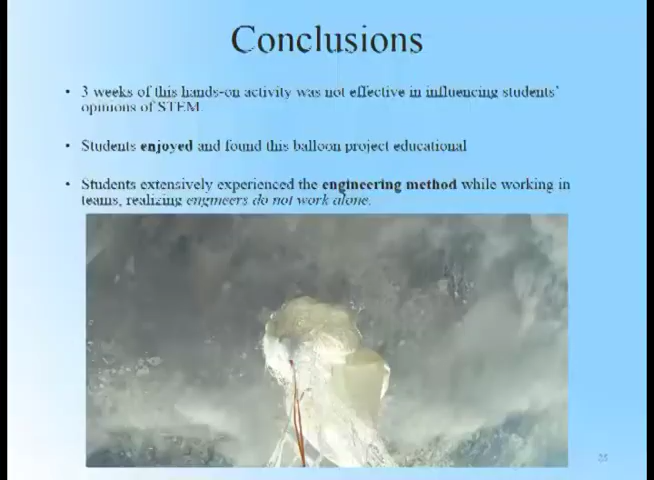 Conclusions
• 3 weeks of this hands-on activity was not effective in influencing students'
opinions of STEM.
• Students enjoyed and found this balloon project educational
• Students extensively experienced the engineering method while working in
teams, realizing engineers do not work alone.